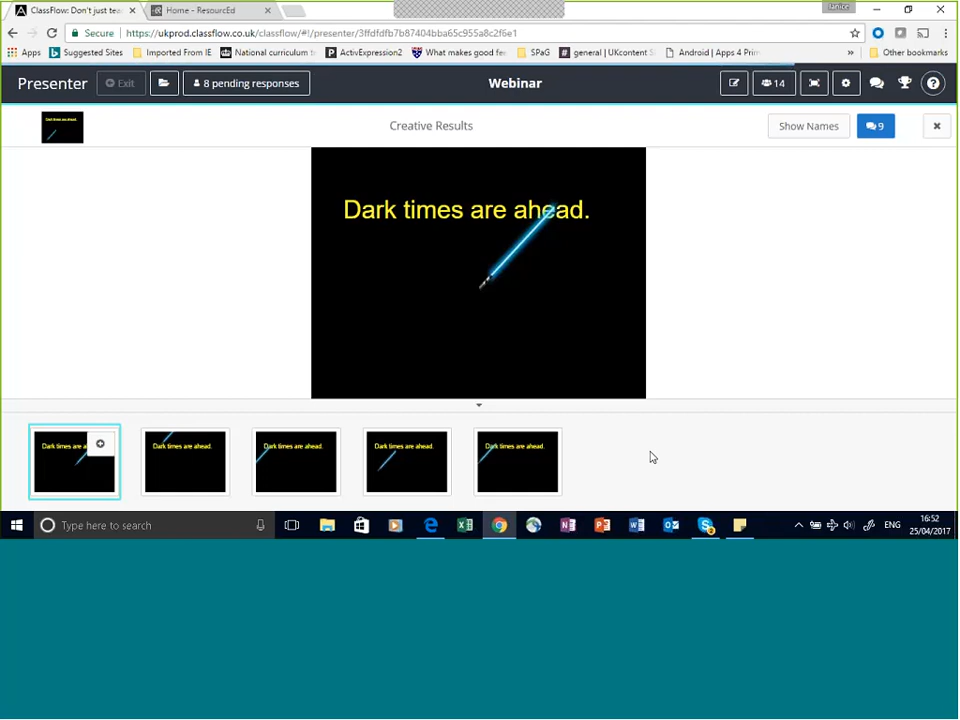 ClassFlow: Don't just tea
Home - ResourcEd
Secure
https://ukprod.classflow.co.uk/classflow/#!/presenter/3ffdfdfb7b87404bba65c955a8c2f6e1
Apps
Suggested Sites
Imported From IE
National curriculum t
ActivExpression2
What makes good fe
SPaG
general | UKcontent
Android | Apps 4 Prim
»
Other bookmarks
Presenter
Exit
8 pending responses
Webinar
14
Creative Results
Show Names
9
Dark times are ahead.
Dark times are a
Dark times are ahead.
Dark times are ahead.
Dark times are ahead.
Dark times are ahead.
Type here to search
ENG
16:52
25/04/2017